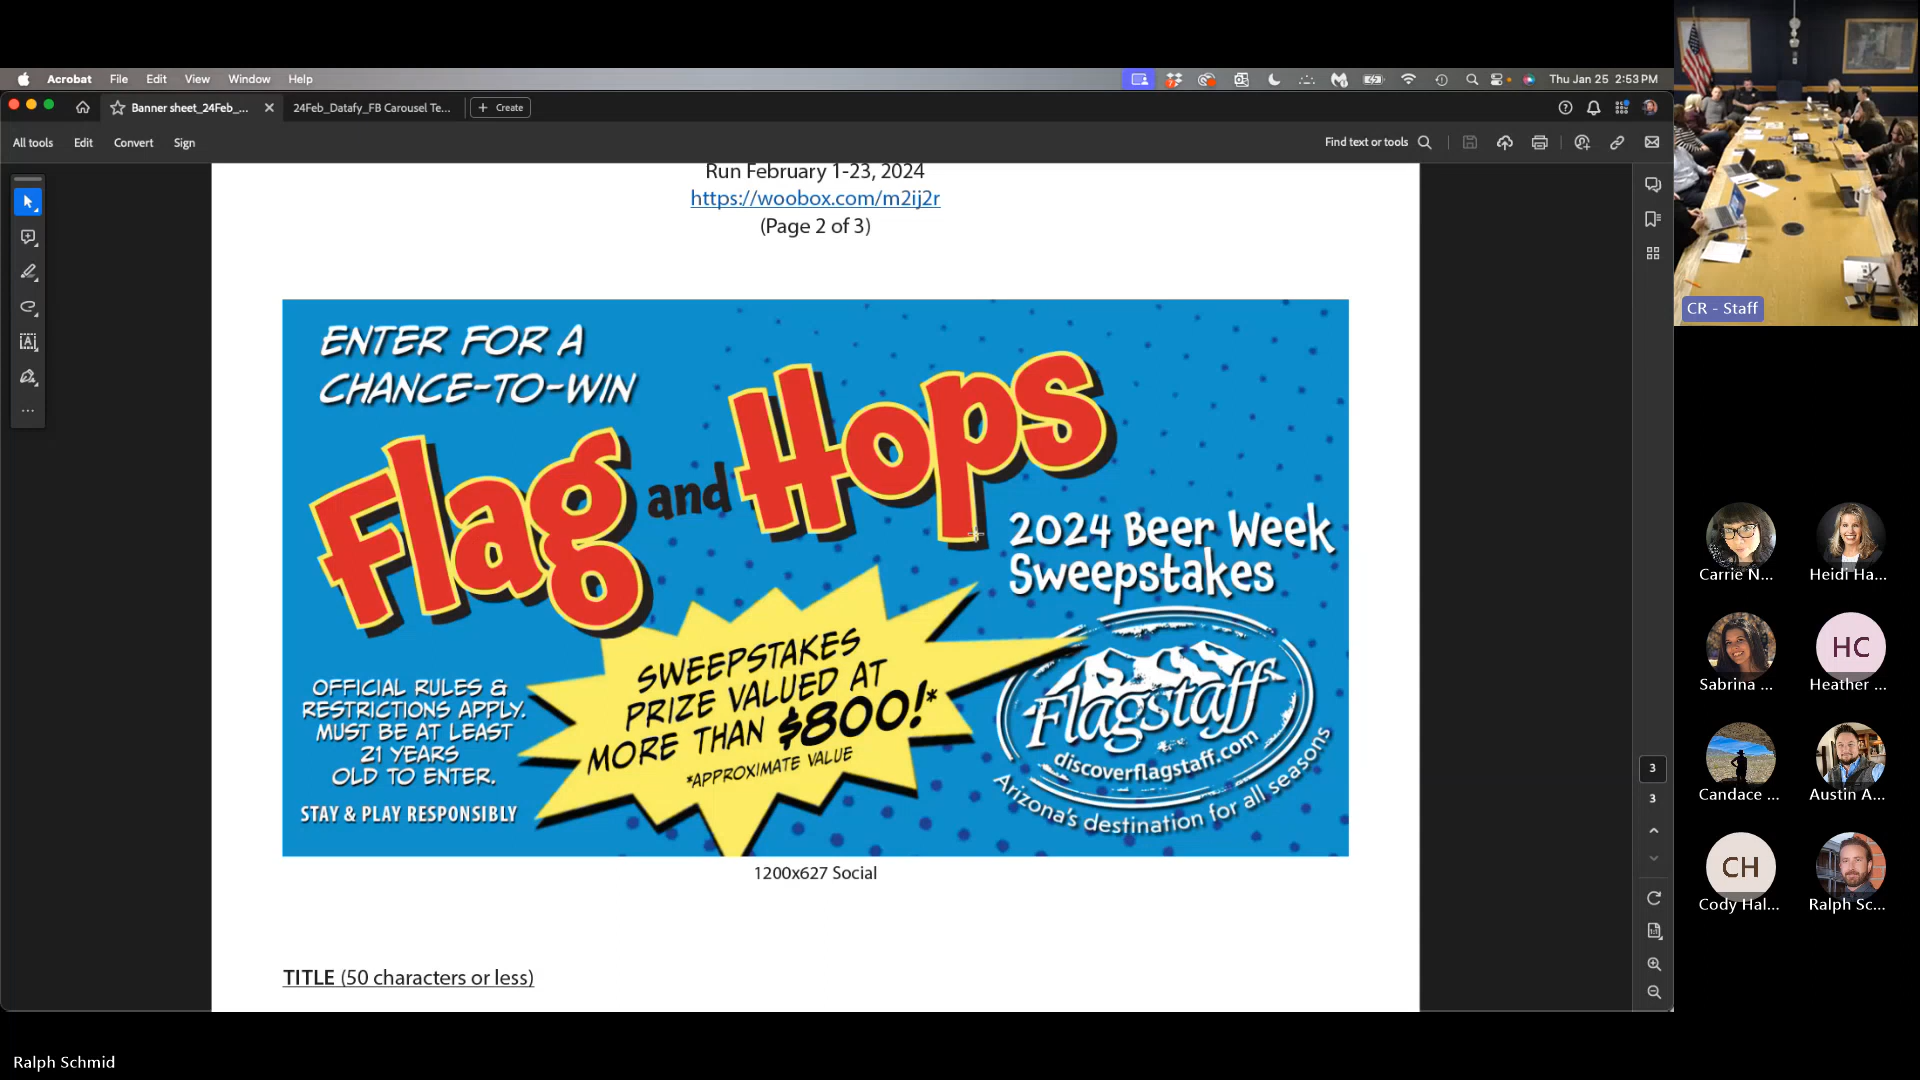 Acrobat File Edit View Window Help
Thu Jan 25 2:53 PM
Banner sheet_24Feb_...
24Feb_Datafy_FB Carousel Te...
+ Create
All tools Edit Convert Sign
Find text or tools
Run February 1-23, 2024
https://woobox.com/m2ij2r
(Page 2 of 3)
ENTER FOR A
CHANCE-TO-WIN
Flag and Hops
2024 Beer Week
Sweepstakes
SWEEPSTAKES
PRIZE VALUED AT
MORE THAN $800!*
*APPROXIMATE VALUE
OFFICIAL RULES &
RESTRICTIONS APPLY.
MUST BE AT LEAST
21 YEARS
OLD TO ENTER.
STAY & PLAY RESPONSIBLY
Flagstaff
discoverflagstaff.com
Arizona's destination for all seasons
1200x627 Social
TITLE (50 characters or less)
3
3
CR - Staff
Carrie N...
Heidi Ha...
Sabrina ...
HC
Heather ...
Candace ...
Austin A...
CH
Cody Hal...
Ralph Sc...
Ralph Schmid